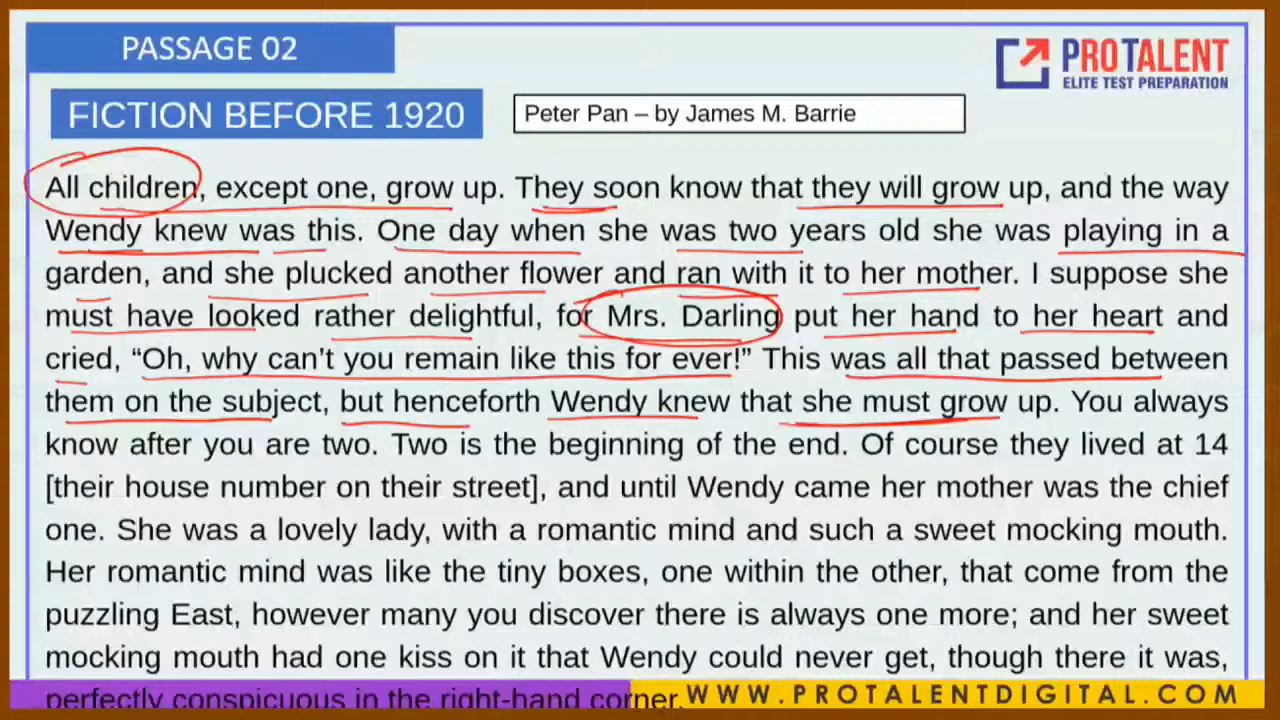 PASSAGE 02
PROTALENT
ELITE TEST PREPARATION
FICTION BEFORE 1920
Peter Pan – by James M. Barrie
All children, except one, grow up. They soon know that they will grow up, and the way
Wendy knew was this. One day when she was two years old she was playing in a
garden, and she plucked another flower and ran with it to her mother. I suppose she
must have looked rather delightful, for Mrs. Darling put her hand to her heart and
cried, “Oh, why can’t you remain like this for ever!” This was all that passed between
them on the subject, but henceforth Wendy knew that she must grow up. You always
know after you are two. Two is the beginning of the end. Of course they lived at 14
[their house number on their street], and until Wendy came her mother was the chief
one. She was a lovely lady, with a romantic mind and such a sweet mocking mouth.
Her romantic mind was like the tiny boxes, one within the other, that come from the
puzzling East, however many you discover there is always one more; and her sweet
mocking mouth had one kiss on it that Wendy could never get, though there it was,
perfectly conspicuous in the right-hand corner.
WWW.PROTALENTDIGITAL.COM